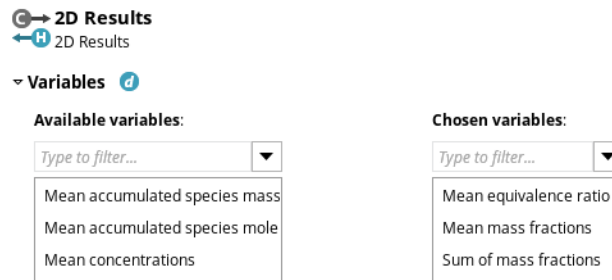 C 2D Results
H 2D Results
Variables d
Available variables: Chosen variables:
Type to filter... Type to filter...
Mean accumulated species mass Mean equivalence ratio
Mean accumulated species mole Mean mass fractions
Mean concentrations Sum of mass fractions